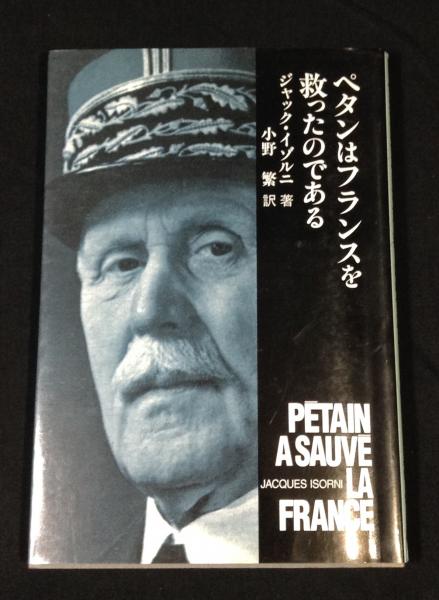 ペタンはフランスを
救ったのである
ジャック・イゾルニ 著
小野 繁 訳
PÉTAIN
A SAUVÉ
JACQUES ISORNI LA
FRANCE